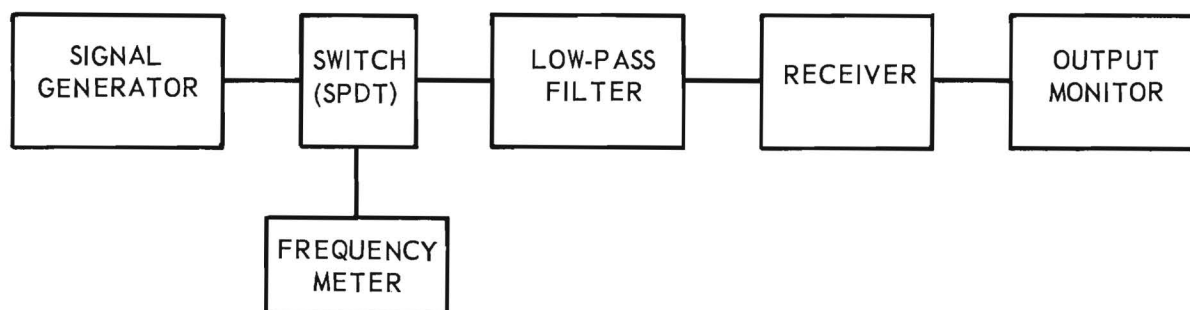 SIGNAL
GENERATOR
SWITCH
(SPDT)
LOW-PASS
FILTER
RECEIVER
OUTPUT
MONITOR
FREQUENCY
METER